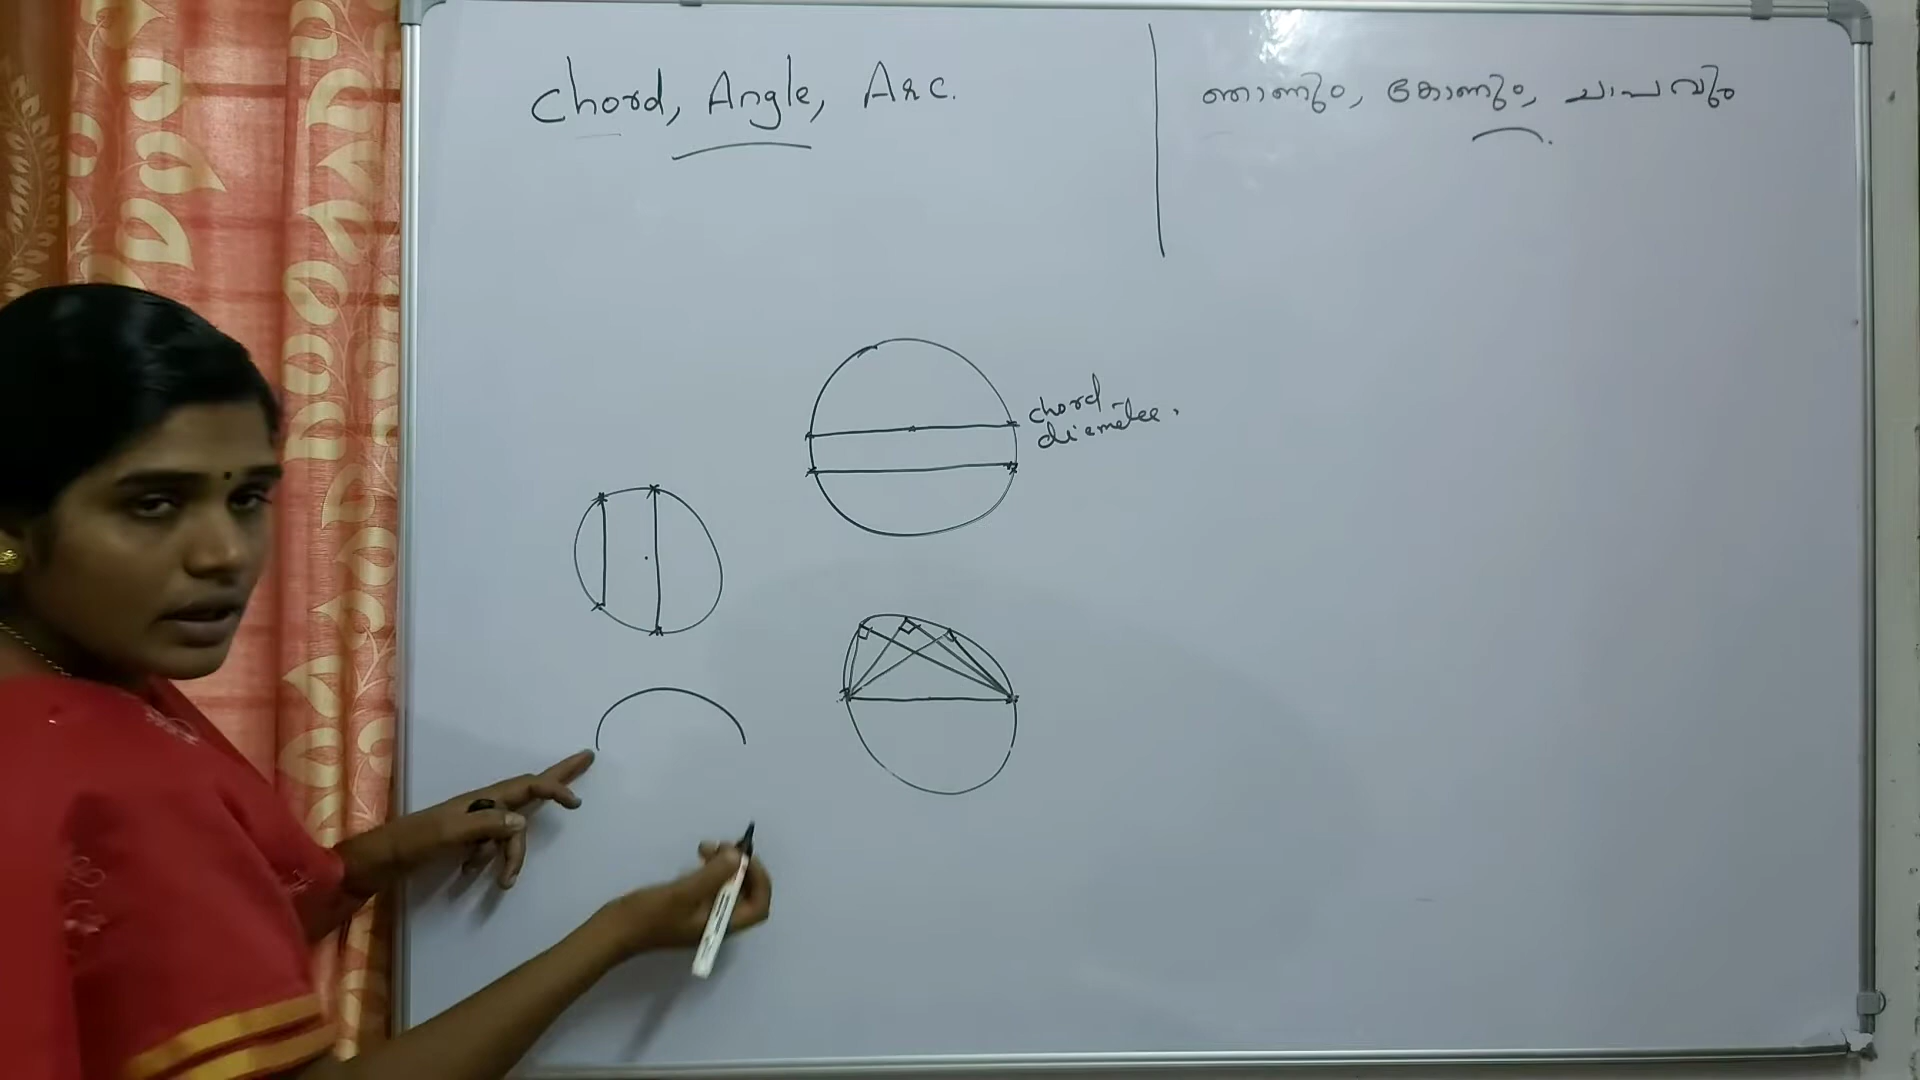 Chord, Angle, Arc.
ഞാണും, കോണും, ചാപവും
chord -
diameter.